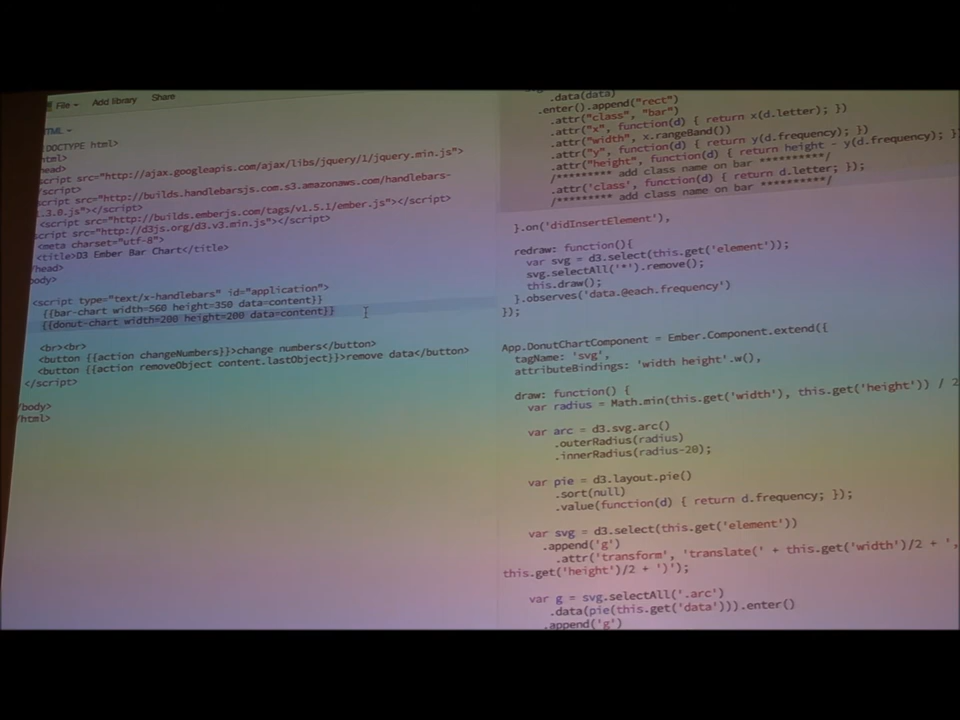 File
Add library
Share
TML
DOCTYPE html>
html>
head>
script src="http://ajax.googleapis.com/ajax/libs/jquery/1/jquery.min.js">
/script>
script src="http://builds.handlebarsjs.com.s3.amazonaws.com/handlebars-
1.3.0.js"></script>
<script src="http://builds.emberjs.com/tags/v1.5.1/ember.js"></script>
script src="http://d3js.org/d3.v3.min.js"></script>
<meta charset="utf-8">
<title>D3 Ember Bar Chart</title>
/head>
body>
<script type="text/x-handlebars" id="application">
{{bar-chart width=560 height=350 data=content}}
{{donut-chart width=200 height=200 data=content}}
<br><br>
<button {{action changeNumbers}}>change numbers</button>
<button {{action removeObject content.lastObject}}>remove data</button>
</script>
/body>
/html>
.data(data)
.enter().append("rect")
.attr("class", "bar")
.attr("x", function(d) { return x(d.letter); })
.attr("width", x.rangeBand())
.attr("y", function(d) { return y(d.frequency); })
.attr("height", function(d) { return height - y(d.frequency); })
/********* add class name on bar **********/
.attr('class', function(d) { return d.letter; });
/********* add class name on bar **********/
}.on('didInsertElement'),
redraw: function(){
var svg = d3.select(this.get('element'));
svg.selectAll('*').remove();
this.draw();
}.observes('data.@each.frequency')
});
App.DonutChartComponent = Ember.Component.extend({
tagName: 'svg',
attributeBindings: 'width height'.w(),
draw: function() {
var radius = Math.min(this.get('width'), this.get('height')) / 2
var arc = d3.svg.arc()
.outerRadius(radius)
.innerRadius(radius-20);
var pie = d3.layout.pie()
.sort(null)
.value(function(d) { return d.frequency; });
var svg = d3.select(this.get('element'))
.append('g')
.attr('transform', 'translate(' + this.get('width')/2 + ',
this.get('height')/2 + ')');
var g = svg.selectAll('.arc')
.data(pie(this.get('data'))).enter()
.append('g')